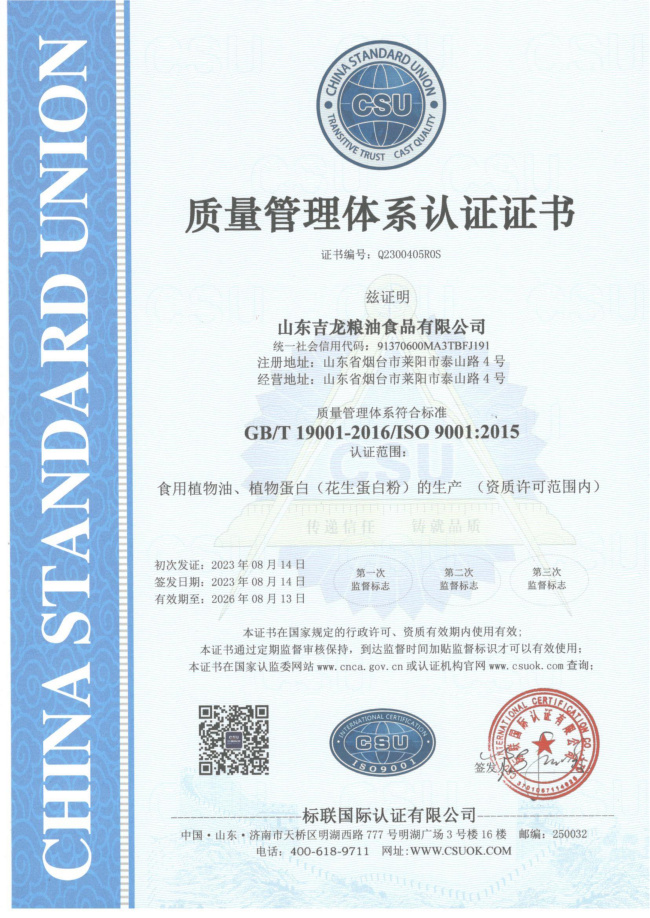 CHINA STANDARD UNION
CHINA STANDARD UNION
CSU
TRANSITIVE TRUST CAST QUALITY
质量管理体系认证证书
证书编号：Q2300405R0S
兹证明
山东吉龙粮油食品有限公司
统一社会信用代码：91370600MA3TBFJ191
注册地址：山东省烟台市莱阳市泰山路4号
经营地址：山东省烟台市莱阳市泰山路4号
质量管理体系符合标准
GB/T 19001-2016/ISO 9001:2015
认证范围：
CSU
食用植物油、植物蛋白（花生蛋白粉）的生产 （资质许可范围内）
传递信任 铸就品质
初次发证：2023年08月14日
签发日期：2023年08月14日
有效期至：2026年08月13日
第一次
监督标志
第二次
监督标志
第三次
监督标志
本证书在国家规定的行政许可、资质有效期内使用有效;
本证书通过定期监督审核保持，到达监督时间加贴监督标识才可以有效使用;
本证书在国家认监委网站www.cnca.gov.cn或认证机构官网www.csuok.com查询;
INTERNATIONAL CERTIFICATION
CSU
ISO9001
INTERNATIONAL CERTIFICATION CO
标联国际认证有限公司
签发人
标联国际认证有限公司
中国·山东·济南市天桥区明湖西路777号明湖广场3号楼16楼 邮编：250032
电话：400-618-9711 网址:WWW.CSUOK.COM